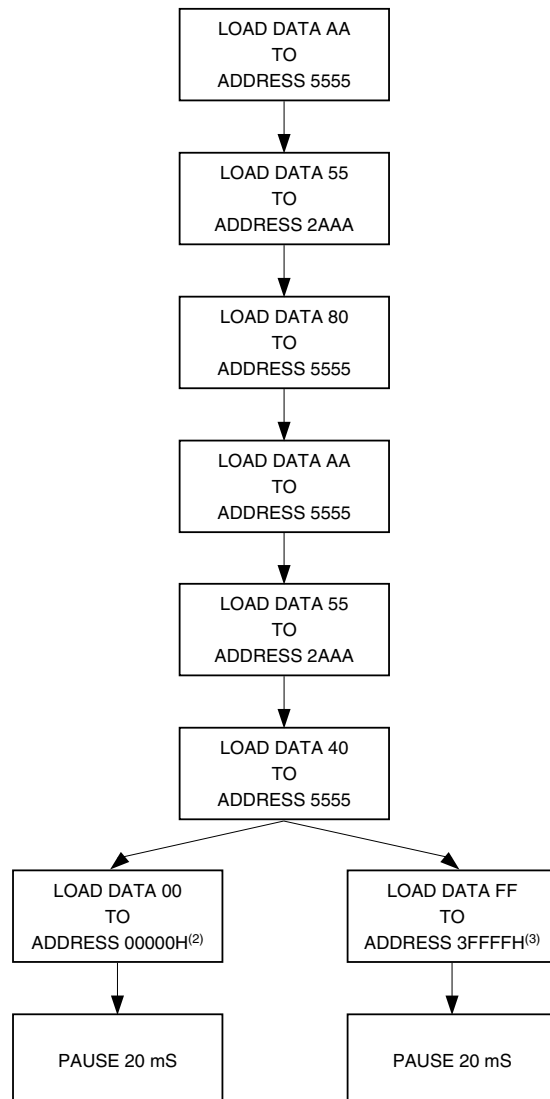 LOAD DATA AA
TO
ADDRESS 5555
LOAD DATA 55
TO
ADDRESS 2AAA
LOAD DATA 80
TO
ADDRESS 5555
LOAD DATA AA
TO
ADDRESS 5555
LOAD DATA 55
TO
ADDRESS 2AAA
LOAD DATA 40
TO
ADDRESS 5555
LOAD DATA 00
TO
ADDRESS 00000H(2)
LOAD DATA FF
TO
ADDRESS 3FFFFH(3)
PAUSE 20 mS
PAUSE 20 mS